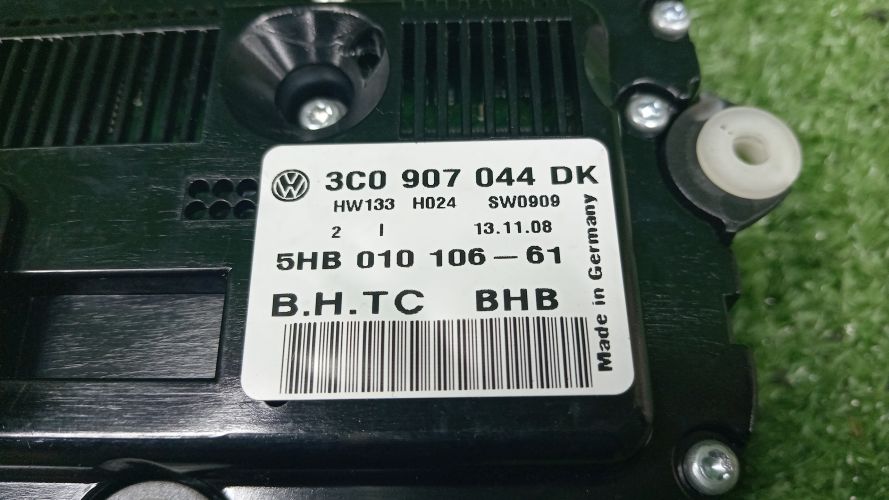 3C0 907 044 DK
HW133 H024 SW0909
2 I 13.11.08
5HB 010 106-61
B.H.TC BHB
Made in Germany